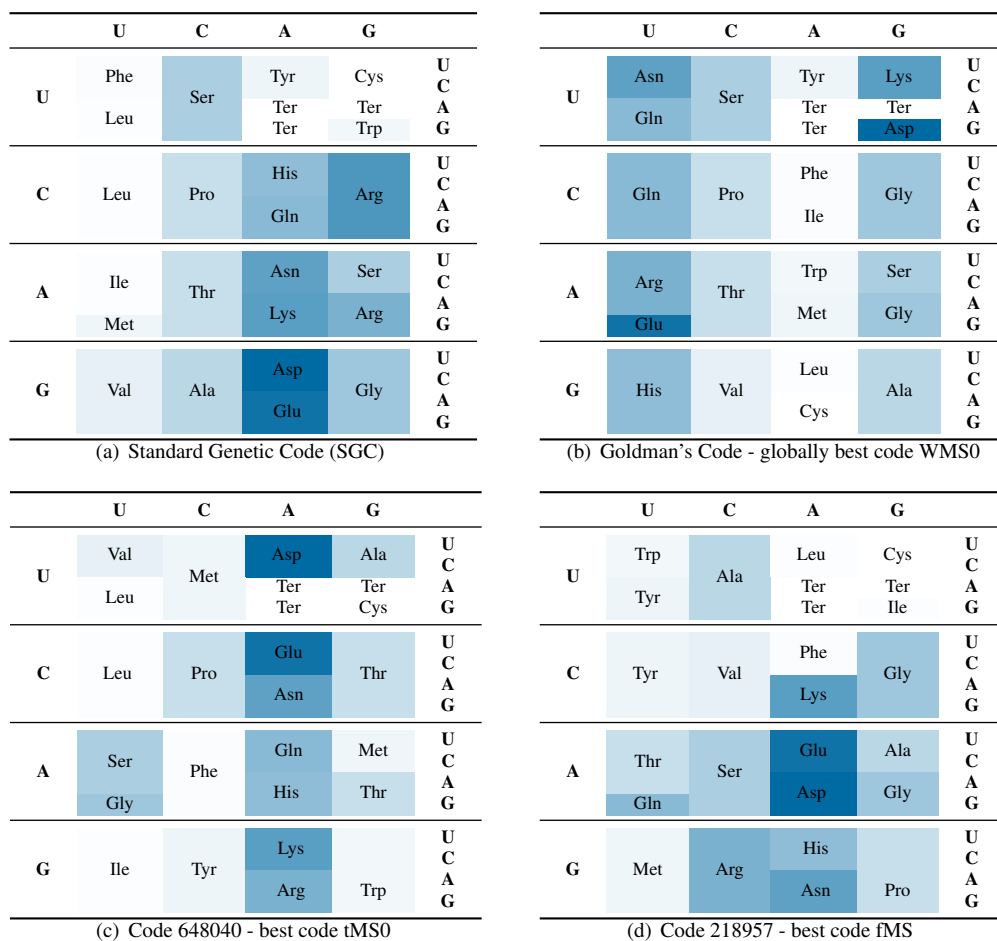 U C A G
U Phe Ser Tyr Cys U
C
Leu Ter Ter A
Ter Trp G
C Leu Pro His Arg U
C
Gln A
G
A Ile Thr Asn Ser U
C
Lys Arg A
Met G
G Val Ala Asp Gly U
C
Glu A
G
(a) Standard Genetic Code (SGC)
U C A G
U Asn Ser Tyr Lys U
C
Gln Ter Ter A
Ter Asp G
C Gln Pro Phe Gly U
C
Ile A
G
A Arg Thr Trp Ser U
C
Met Gly A
Glu G
G His Val Leu Ala U
C
Cys A
G
(b) Goldman's Code - globally best code WMS0
U C A G
U Val Met Asp Ala U
C
Leu Ter Ter A
Ter Cys G
C Leu Pro Glu Thr U
C
Asn A
G
A Ser Phe Gln Met U
C
His Thr A
Gly G
G Ile Tyr Lys Trp U
C
Arg A
G
(c) Code 648040 - best code tMS0
U C A G
U Trp Ala Leu Cys U
C
Tyr Ter Ter A
Ter Ile G
C Tyr Val Phe Gly U
C
Lys A
G
A Thr Ser Glu Ala U
C
Asp Gly A
Gln G
G Met Arg His Pro U
C
Asn A
G
(d) Code 218957 - best code fMS